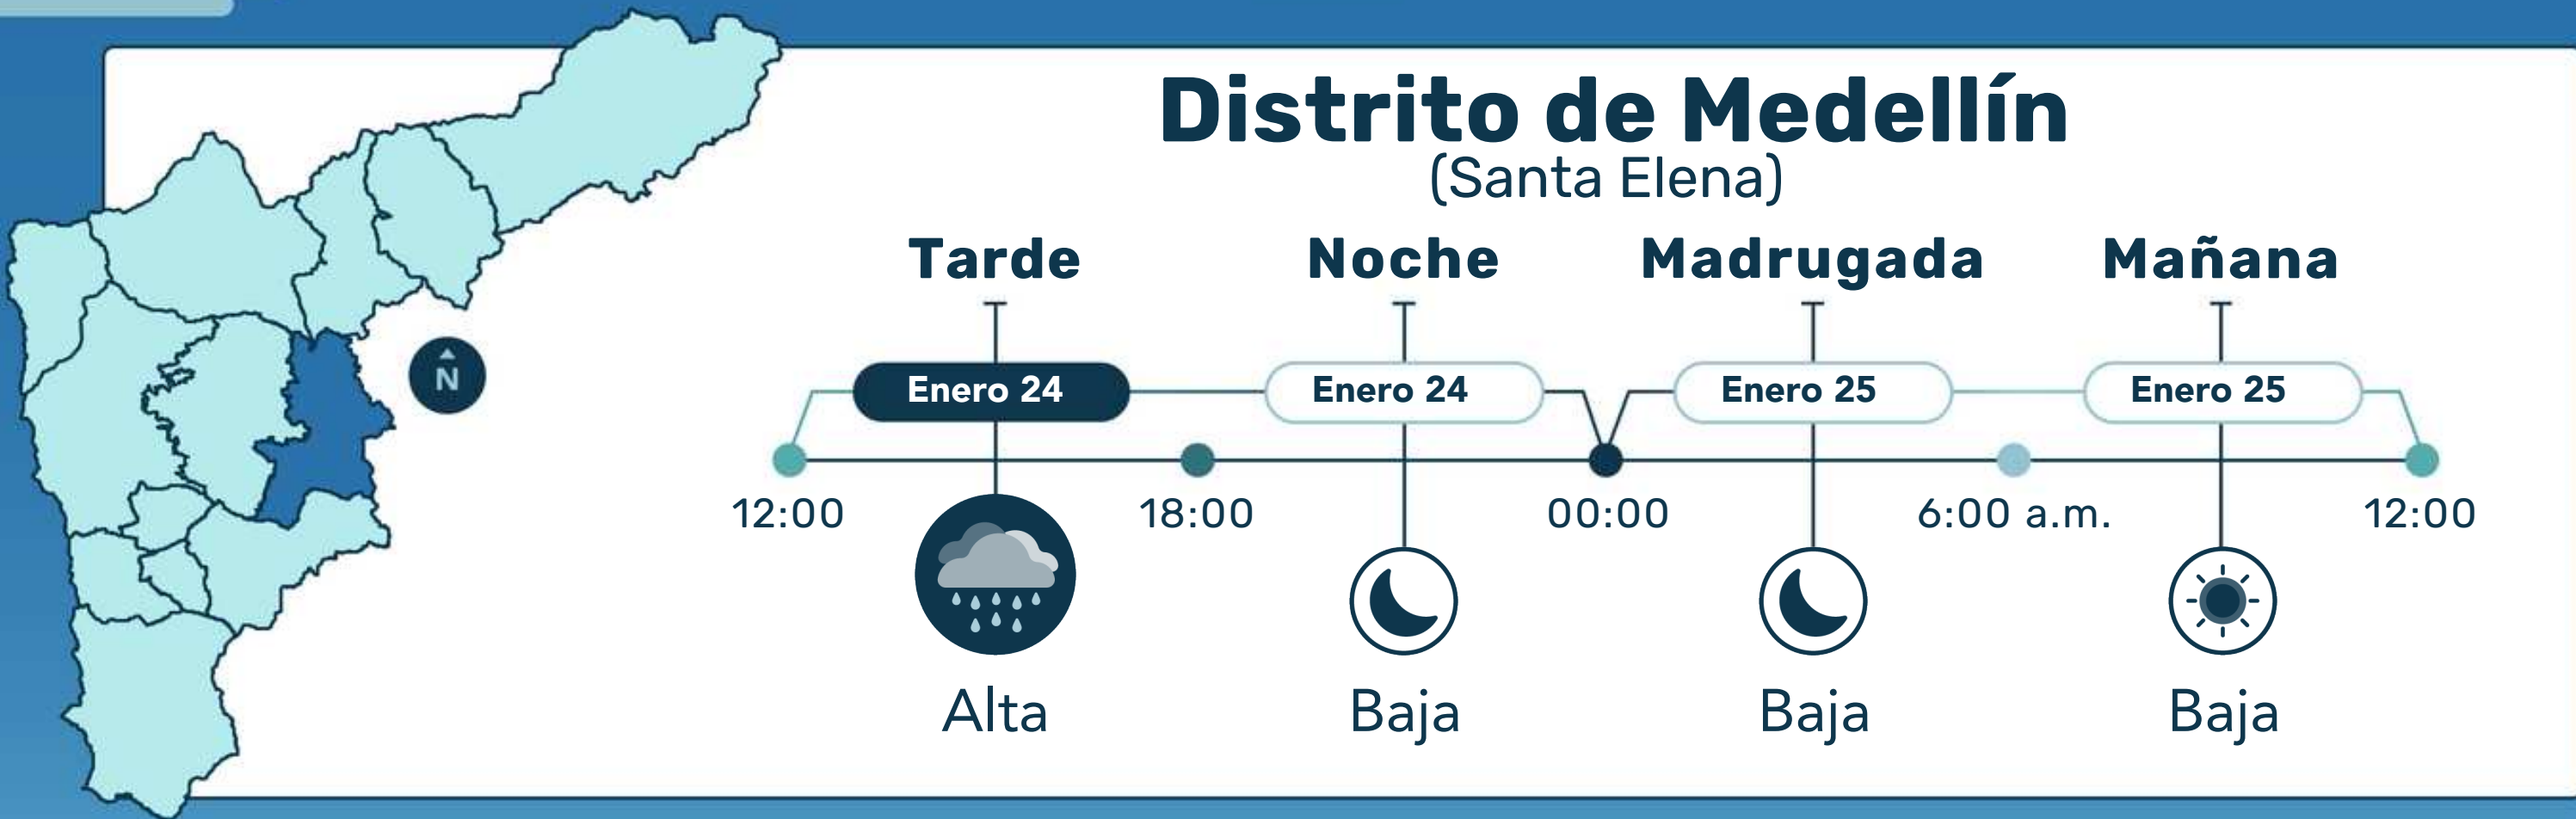 Distrito de Medellín
(Santa Elena)
Tarde Noche Madrugada Mañana
N
Enero 24 Enero 24 Enero 25 Enero 25
12:00 18:00 00:00 6:00 a.m. 12:00
Alta Baja Baja Baja